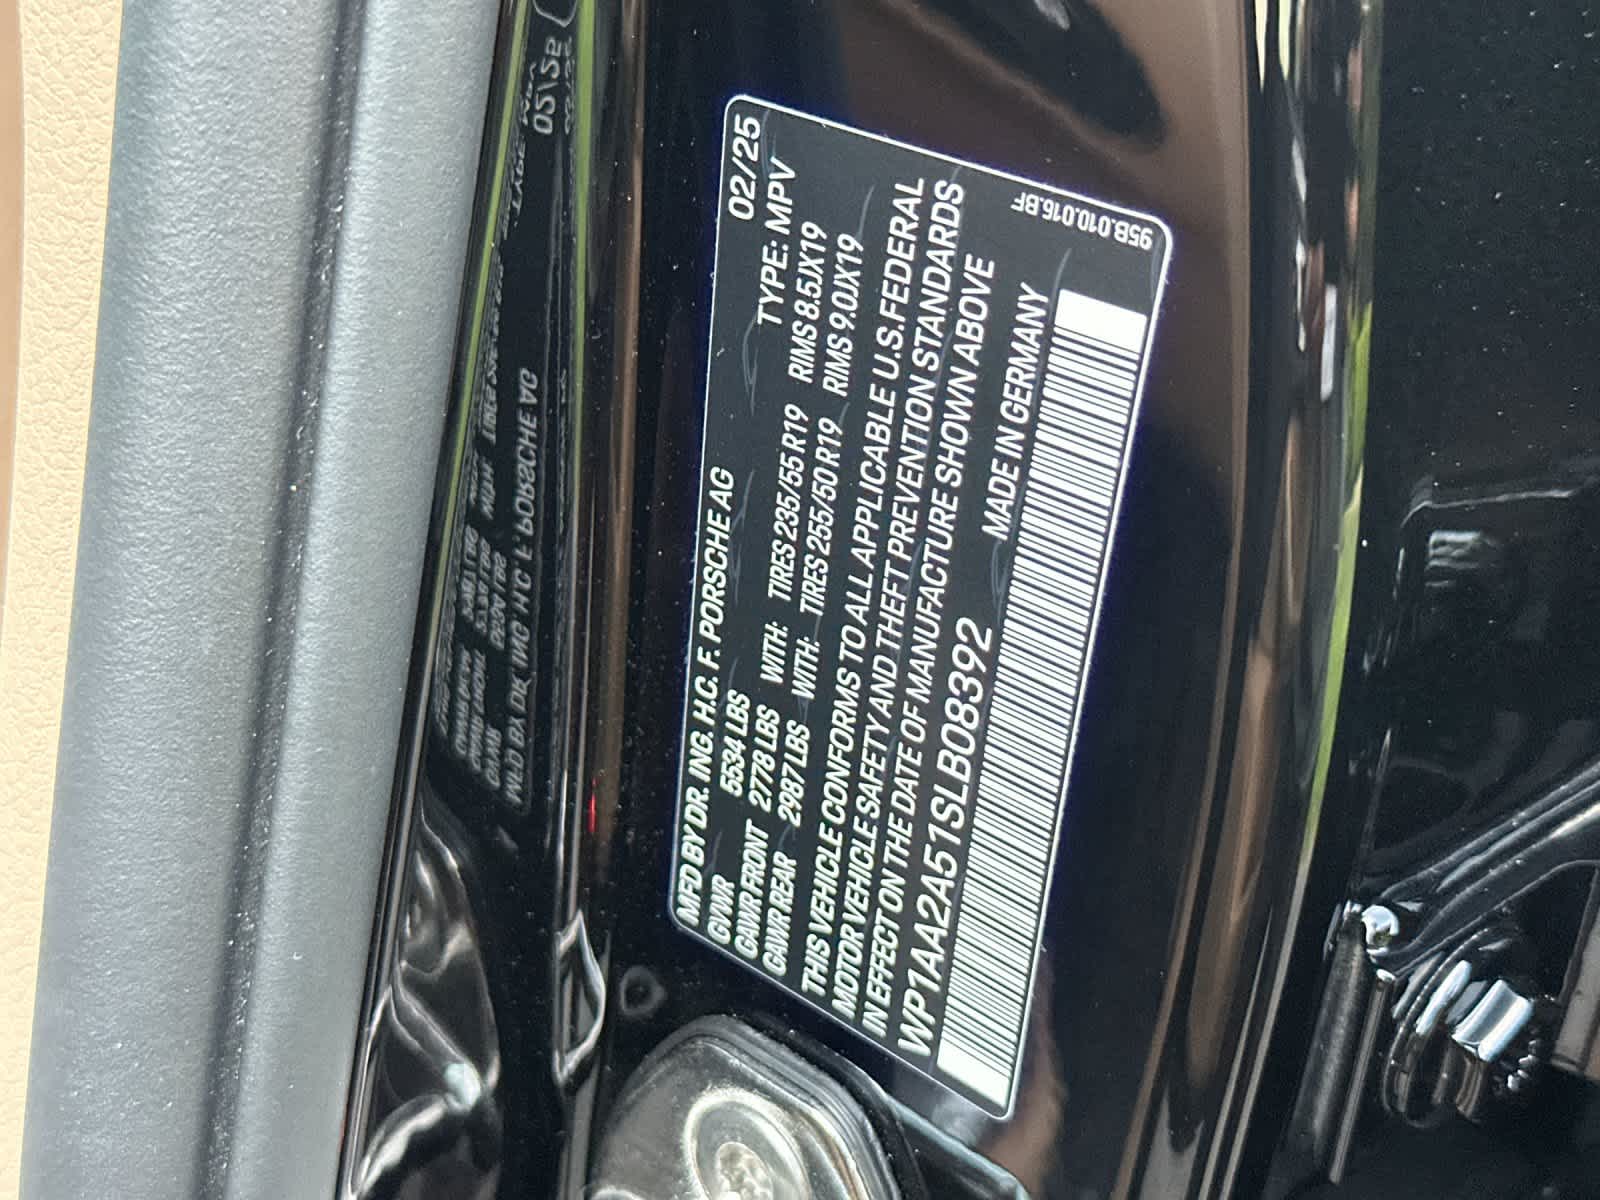 MFD BY DR. ING. H.C. F. PORSCHE AG 02/25
GVWR 5534 LBS TYPE: MPV
GAWR FRONT 2778 LBS WITH: TIRES 235/55 R19 RIMS 8.5JX19
GAWR REAR 2987 LBS WITH: TIRES 255/50 R19 RIMS 9.0JX19
THIS VEHICLE CONFORMS TO ALL APPLICABLE U.S.FEDERAL
MOTOR VEHICLE SAFETY AND THEFT PREVENTION STANDARDS
IN EFFECT ON THE DATE OF MANUFACTURE SHOWN ABOVE
WP1AA2A51SLB08392 MADE IN GERMANY
95B.010.016.BF